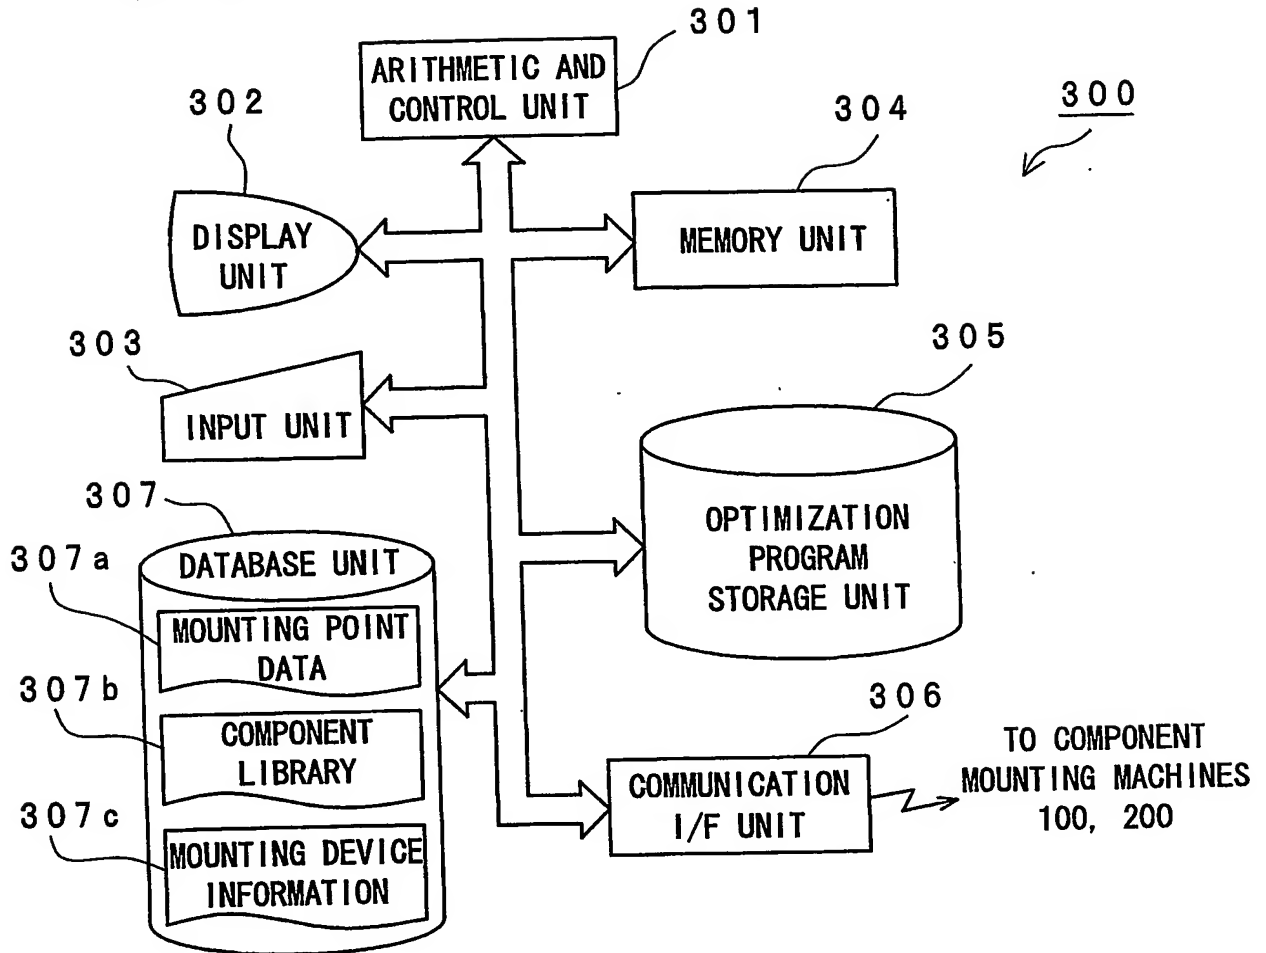 301
ARITHMETIC AND
CONTROL UNIT
302
304
300
DISPLAY
UNIT
MEMORY UNIT
303
INPUT UNIT
305
OPTIMIZATION
PROGRAM
STORAGE UNIT
307
DATABASE UNIT
307a
MOUNTING POINT
DATA
307b
COMPONENT
LIBRARY
307c
MOUNTING DEVICE
INFORMATION
306
COMMUNICATION
I/F UNIT
TO COMPONENT
MOUNTING MACHINES
100, 200